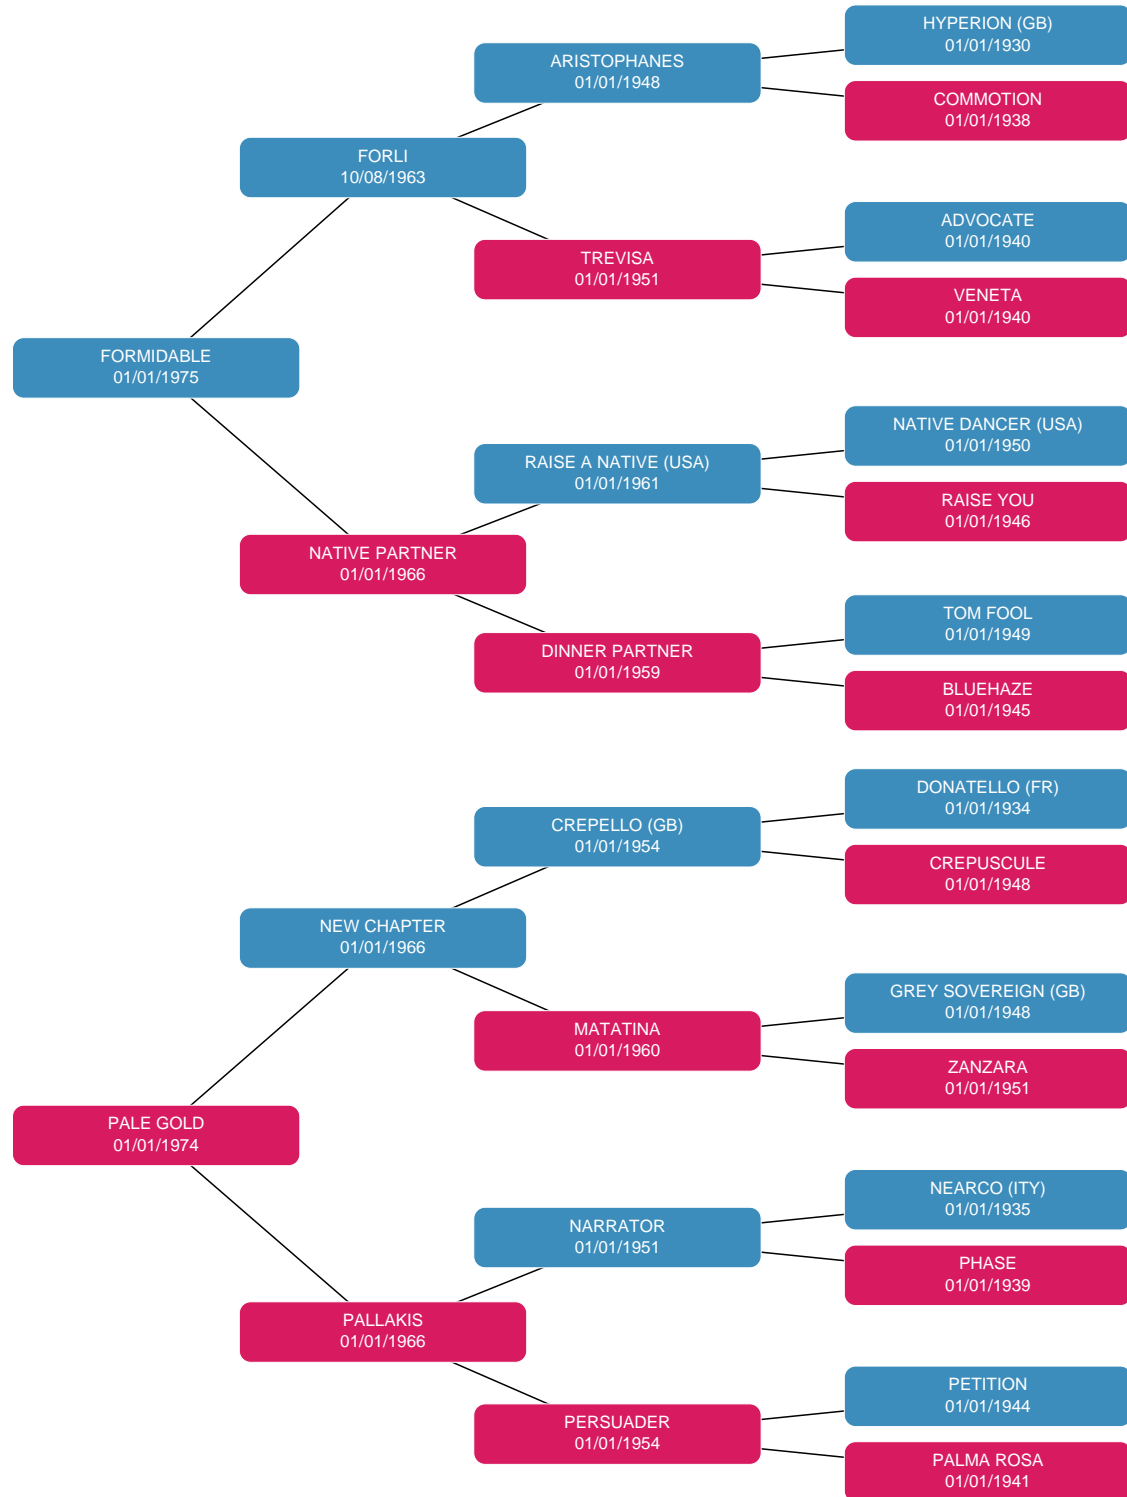 HYPERION (GB)
01/01/1930
ARISTOPHANES
01/01/1948
COMMOTION
01/01/1938
FORLI
10/08/1963
ADVOCATE
01/01/1940
TREVISA
01/01/1951
VENETA
01/01/1940
FORMIDABLE
01/01/1975
NATIVE DANCER (USA)
01/01/1950
RAISE A NATIVE (USA)
01/01/1961
RAISE YOU
01/01/1946
NATIVE PARTNER
01/01/1966
TOM FOOL
01/01/1949
DINNER PARTNER
01/01/1959
BLUEHAZE
01/01/1945
DONATELLO (FR)
01/01/1934
CREPELLO (GB)
01/01/1954
CREPUSCULE
01/01/1948
NEW CHAPTER
01/01/1966
GREY SOVEREIGN (GB)
01/01/1948
MATATINA
01/01/1960
ZANZARA
01/01/1951
PALE GOLD
01/01/1974
NEARCO (ITY)
01/01/1935
NARRATOR
01/01/1951
PHASE
01/01/1939
PALLAKIS
01/01/1966
PETITION
01/01/1944
PERSUADER
01/01/1954
PALMA ROSA
01/01/1941